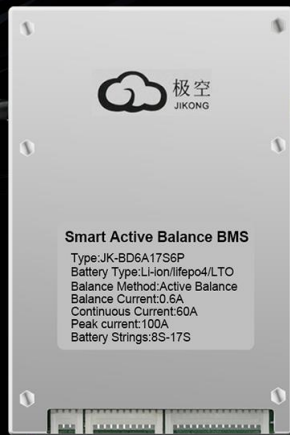 极空
JIKONG
Smart Active Balance BMS
Type:JK-BD6A17S6P
Battery Type:Li-ion/lifepo4/LTO
Balance Method:Active Balance
Balance Current:0.6A
Continuous Current:60A
Peak current:100A
Battery Strings:8S-17S